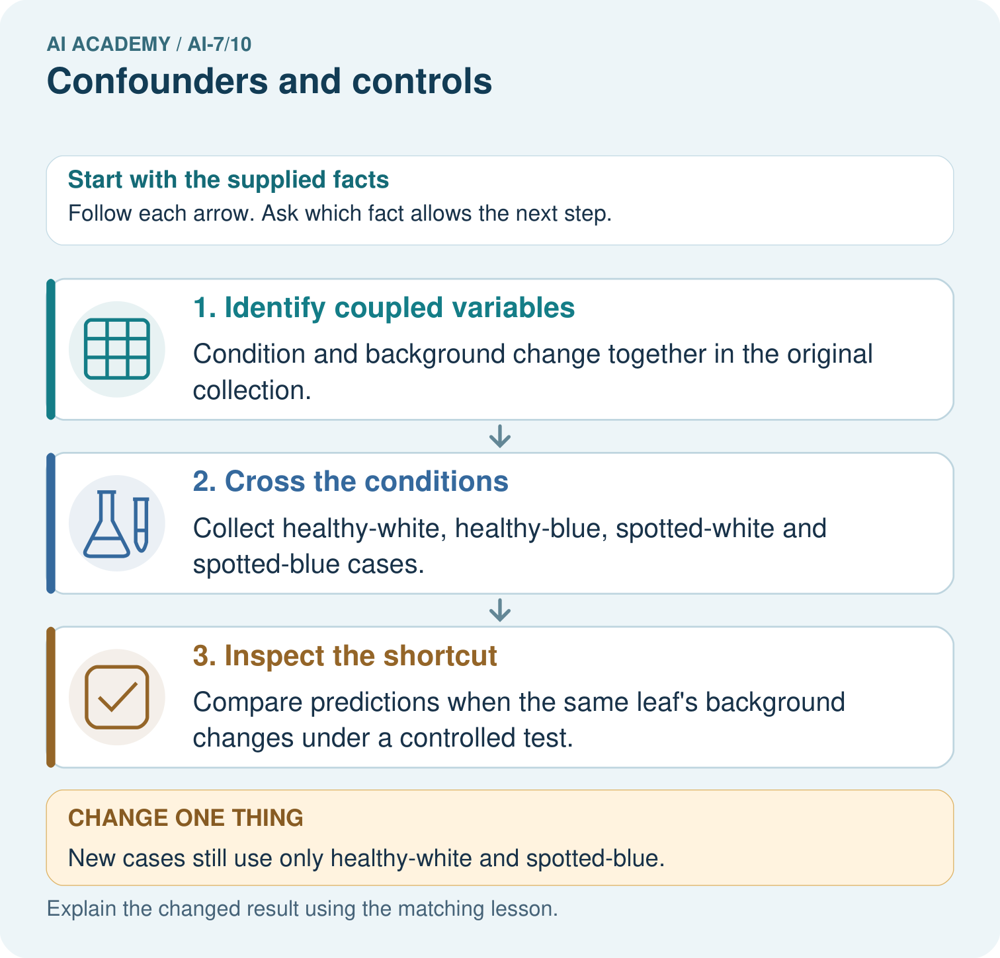 AI ACADEMY / AI-7/10
Confounders and controls
Start with the supplied facts
Follow each arrow. Ask which fact allows the next step.
1. Identify coupled variables
Condition and background change together in the original
collection.
2. Cross the conditions
Collect healthy-white, healthy-blue, spotted-white and
spotted-blue cases.
3. Inspect the shortcut
Compare predictions when the same leaf's background
changes under a controlled test.
CHANGE ONE THING
New cases still use only healthy-white and spotted-blue.
Explain the changed result using the matching lesson.